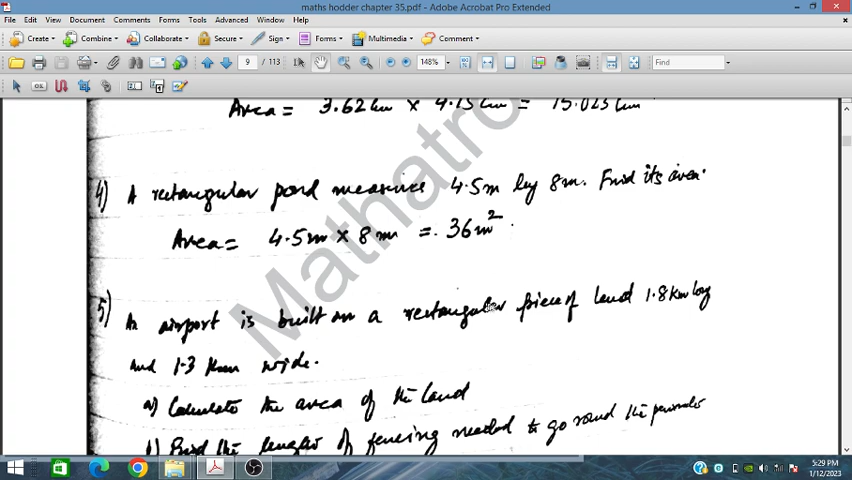 maths hodder chapter 35.pdf - Adobe Acrobat Pro Extended
File Edit View Document Comments Forms Tools Advanced Window Help
Create Combine Collaborate Secure Sign Forms Multimedia Comment
9 / 113 148% Find
Area = 3.62km × 4.15km = 15.023km
4) A rectangular pond measures 4.5m by 8m. Find its area.
Area = 4.5m × 8m = 36m²
5) An airport is built on a rectangular piece of land 1.8km long
and 1.3 km wide.
a) Calculate the area of the land
b) Find the length of fencing needed to go round the perimeter
Mathatro
5:29 PM
1/12/2023